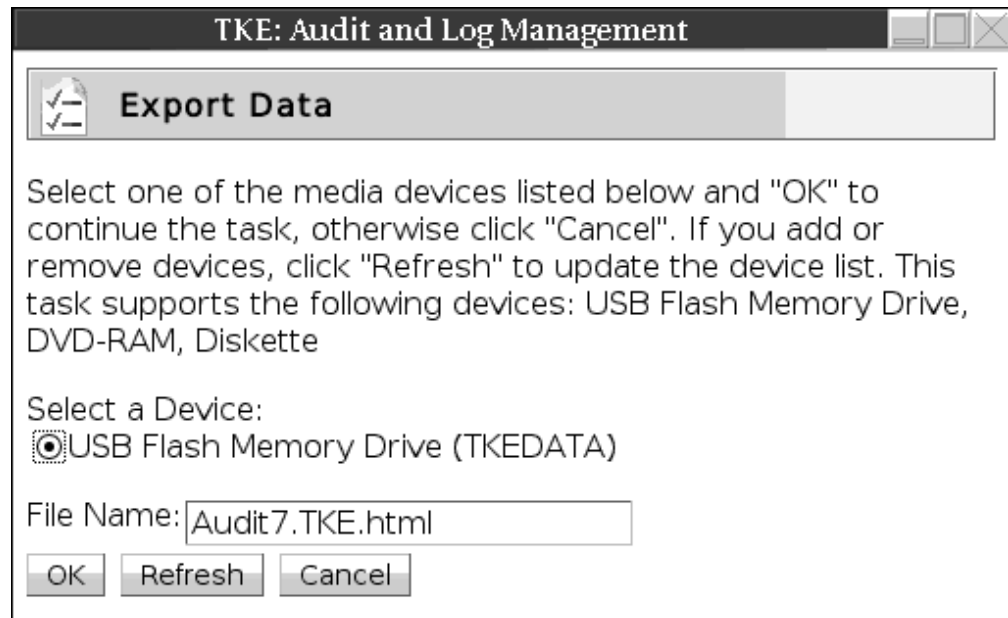 TKE: Audit and Log Management
Export Data
Select one of the media devices listed below and "OK" to
continue the task, otherwise click "Cancel". If you add or
remove devices, click "Refresh" to update the device list. This
task supports the following devices: USB Flash Memory Drive,
DVD-RAM, Diskette
Select a Device:
USB Flash Memory Drive (TKEDATA)
File Name: Audit7.TKE.html
OK Refresh Cancel